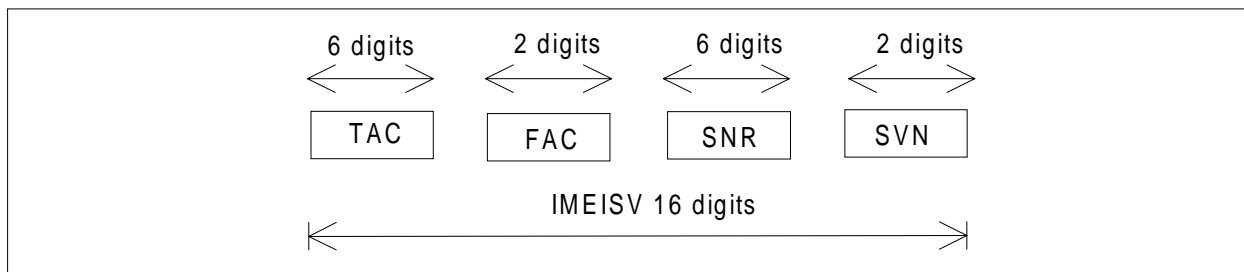 6 digits 2 digits 6 digits 2 digits
TAC FAC SNR SVN
IMEISV 16 digits